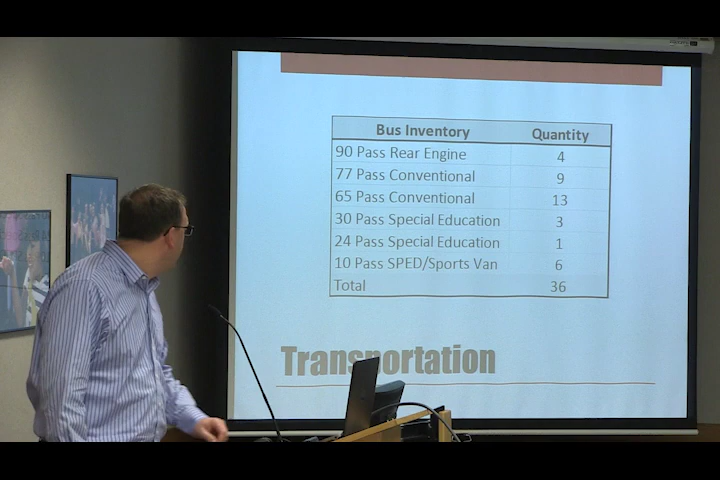 Bus Inventory Quantity
90 Pass Rear Engine 4
77 Pass Conventional 9
65 Pass Conventional 13
30 Pass Special Education 3
24 Pass Special Education 1
10 Pass SPED/Sports Van 6
Total 36
Transportation